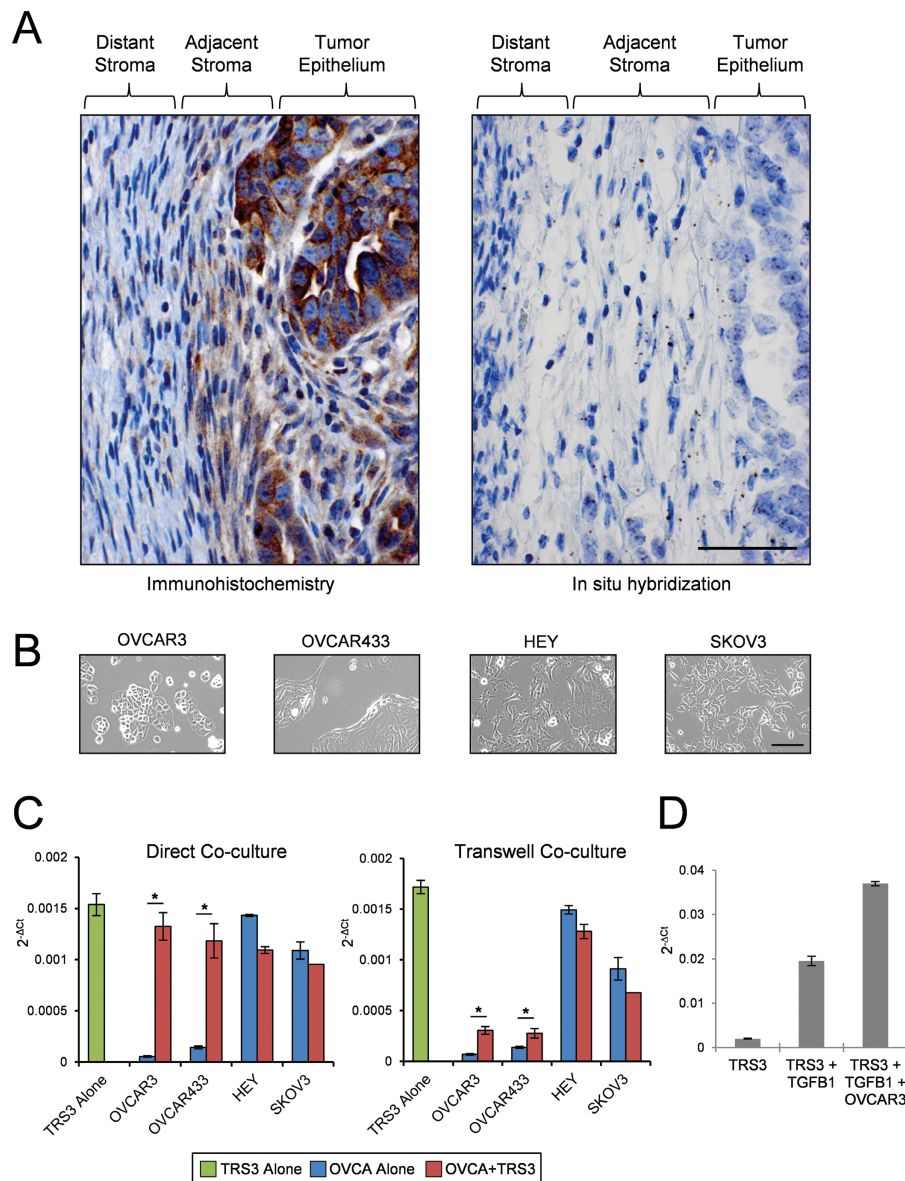 A
Distant Stroma
Adjacent Stroma
Tumor Epithelium
Distant Stroma
Adjacent Stroma
Tumor Epithelium
Immunohistochemistry
In situ hybridization
B
OVCAR3
OVCAR433
HEY
SKOV3
C
Direct Co-culture
2-ΔCt
0.002
0.0015
0.001
0.0005
0
TRS3 Alone
OVCAR3
OVCAR433
HEY
SKOV3
*
*
Transwell Co-culture
2-ΔCt
0.002
0.0015
0.001
0.0005
0
TRS3 Alone
OVCAR3
OVCAR433
HEY
SKOV3
*
*
TRS3 Alone
OVCA Alone
OVCA+TRS3
D
2-ΔCt
0.04
0.03
0.02
0.01
0
TRS3
TRS3 + TGFB1
TRS3 + TGFB1 + OVCAR3